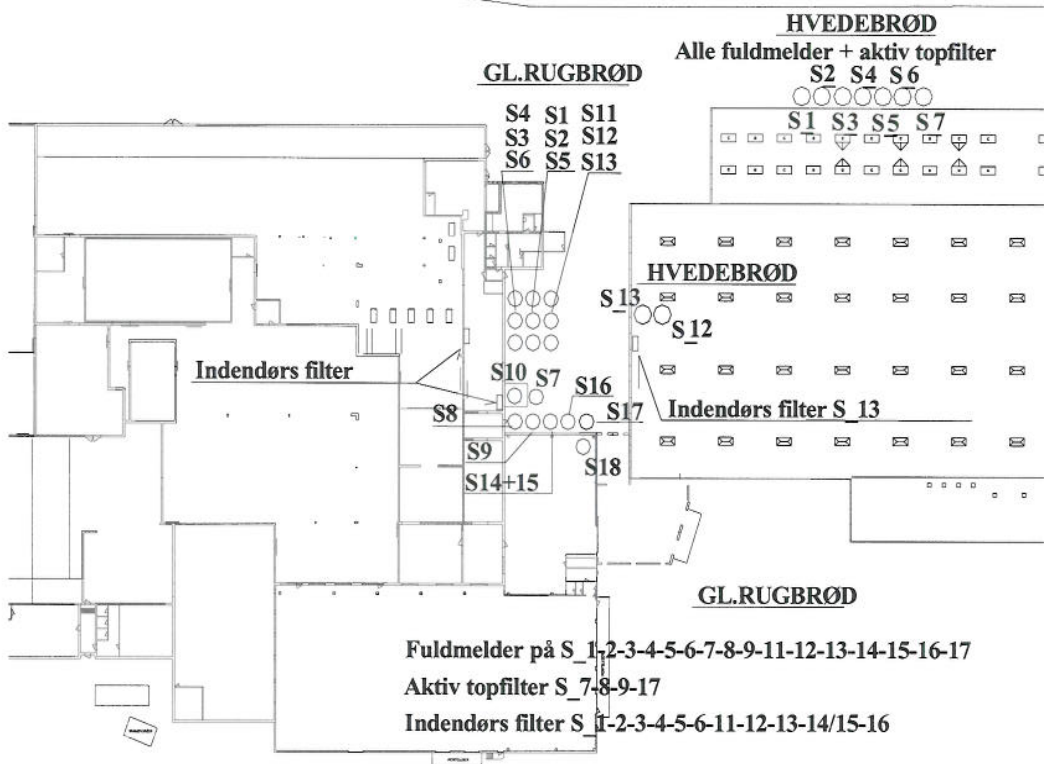 HVEDEBRØD
Alle fuldmelder + aktiv topfilter
S2 S4 S_6
S1 S3 S5 S7
GL.RUGBRØD
S4 S1 S11
S3 S2 S12
S6 S5 S13
HVEDEBRØD
S_13
S_12
Indendørs filter
S10 S7 S16
S8 S17
Indendørs filter S_13
S9
S18
S14+15
GL.RUGBRØD
Fuldmelder på S_1-2-3-4-5-6-7-8-9-11-12-13-14-15-16-17
Aktiv topfilter S_7-8-9-17
Indendørs filter S_1-2-3-4-5-6-11-12-13-14/15-16